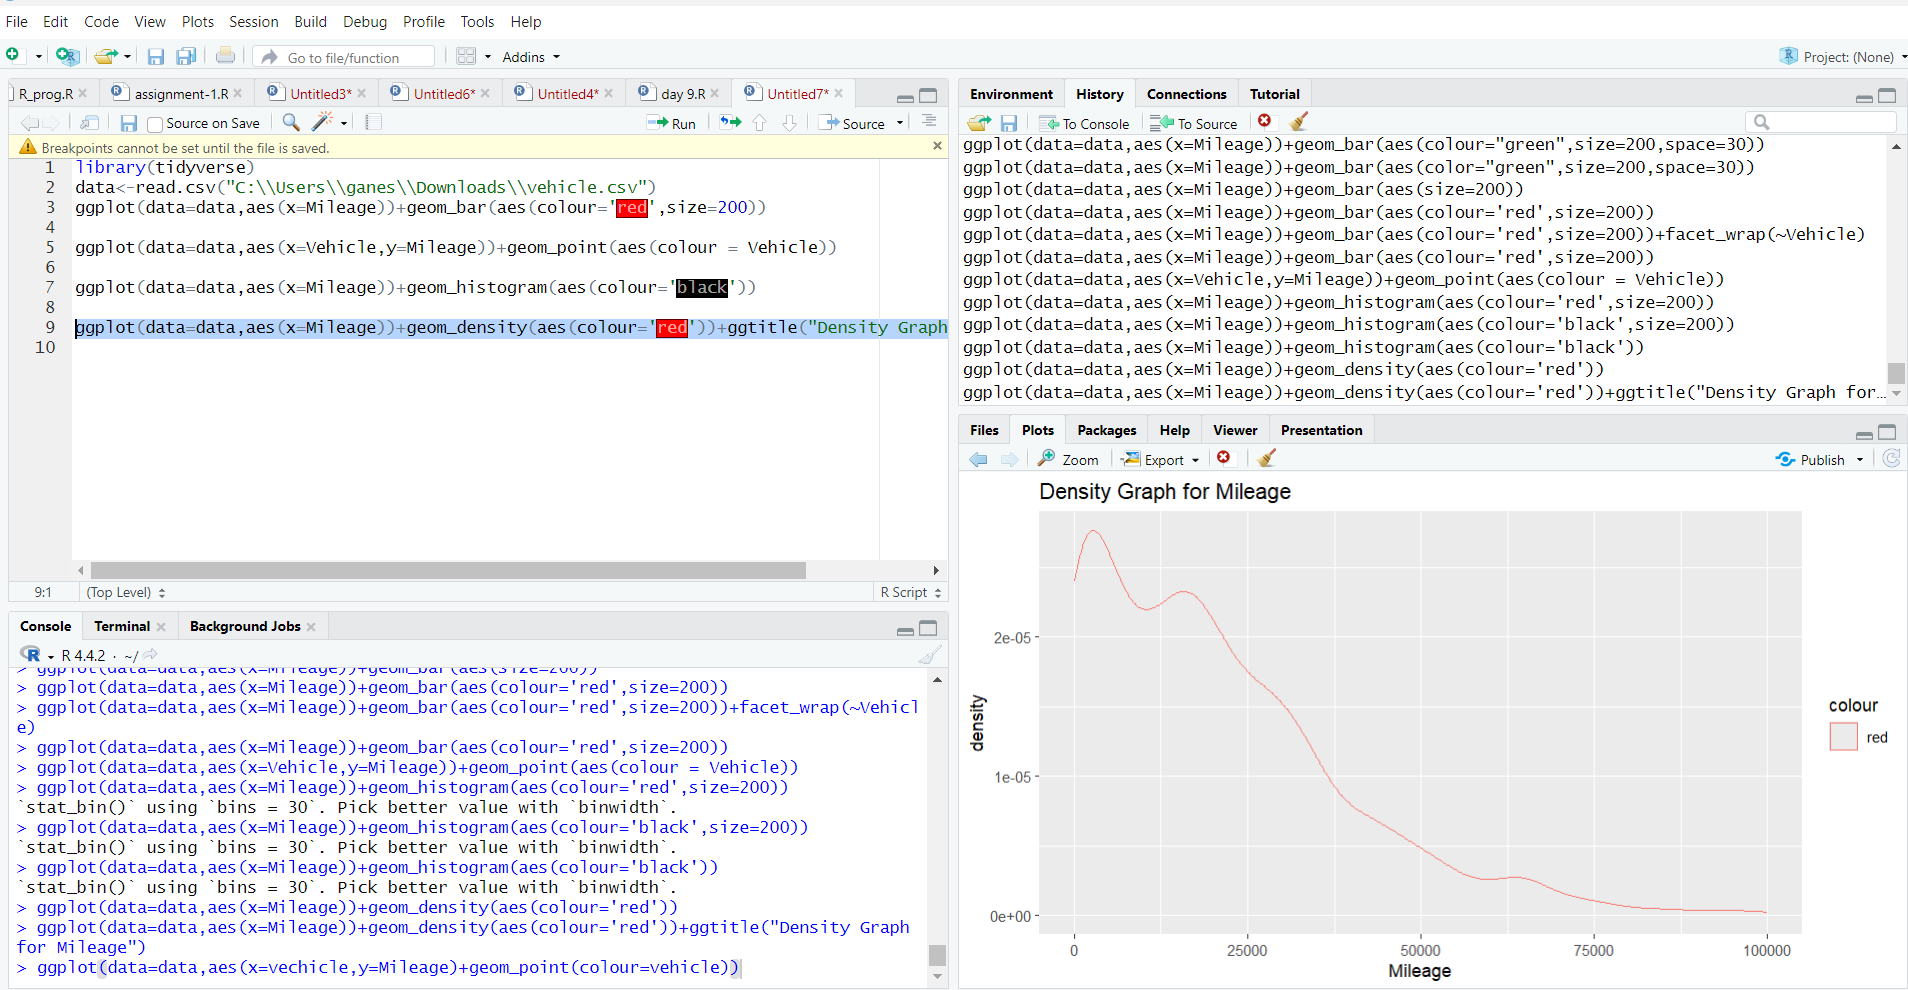 File Edit Code View Plots Session Build Debug Profile Tools Help
Go to file/function Addins Project: (None)
R_prog.R assignment-1.R Untitled3* Untitled6* Untitled4* day 9.R Untitled7*
Source on Save Run Source
Breakpoints cannot be set until the file is saved.
1 library(tidyverse)
2 data<-read.csv("C:\\Users\\ganes\\Downloads\\vehicle.csv")
3 ggplot(data=data,aes(x=Mileage))+geom_bar(aes(colour='red',size=200))
4
5 ggplot(data=data,aes(x=Vehicle,y=Mileage))+geom_point(aes(colour = Vehicle))
6
7 ggplot(data=data,aes(x=Mileage))+geom_histogram(aes(colour='black'))
8
9 ggplot(data=data,aes(x=Mileage))+geom_density(aes(colour='red'))+ggtitle("Density Graph
10
9:1 (Top Level) R Script
Console Terminal Background Jobs
R 4.4.2 · ~/
> ggplot(data=data,aes(x=Mileage))+geom_bar(aes(size=200))
> ggplot(data=data,aes(x=Mileage))+geom_bar(aes(colour='red',size=200))
> ggplot(data=data,aes(x=Mileage))+geom_bar(aes(colour='red',size=200))+facet_wrap(~Vehicl
e)
> ggplot(data=data,aes(x=Mileage))+geom_bar(aes(colour='red',size=200))
> ggplot(data=data,aes(x=Vehicle,y=Mileage))+geom_point(aes(colour = Vehicle))
> ggplot(data=data,aes(x=Mileage))+geom_histogram(aes(colour='red',size=200))
`stat_bin()` using `bins = 30`. Pick better value with `binwidth`.
> ggplot(data=data,aes(x=Mileage))+geom_histogram(aes(colour='black',size=200))
`stat_bin()` using `bins = 30`. Pick better value with `binwidth`.
> ggplot(data=data,aes(x=Mileage))+geom_histogram(aes(colour='black'))
`stat_bin()` using `bins = 30`. Pick better value with `binwidth`.
> ggplot(data=data,aes(x=Mileage))+geom_density(aes(colour='red'))
> ggplot(data=data,aes(x=Mileage))+geom_density(aes(colour='red'))+ggtitle("Density Graph
for Mileage")
> ggplot(data=data,aes(x=vechicle,y=Mileage)+geom_point(colour=vehicle))
Environment History Connections Tutorial
To Console To Source
ggplot(data=data,aes(x=Mileage))+geom_bar(aes(colour="green",size=200,space=30))
ggplot(data=data,aes(x=Mileage))+geom_bar(aes(color="green",size=200,space=30))
ggplot(data=data,aes(x=Mileage))+geom_bar(aes(size=200))
ggplot(data=data,aes(x=Mileage))+geom_bar(aes(colour='red',size=200))
ggplot(data=data,aes(x=Mileage))+geom_bar(aes(colour='red',size=200))+facet_wrap(~Vehicle)
ggplot(data=data,aes(x=Mileage))+geom_bar(aes(colour='red',size=200))
ggplot(data=data,aes(x=Vehicle,y=Mileage))+geom_point(aes(colour = Vehicle))
ggplot(data=data,aes(x=Mileage))+geom_histogram(aes(colour='red',size=200))
ggplot(data=data,aes(x=Mileage))+geom_histogram(aes(colour='black',size=200))
ggplot(data=data,aes(x=Mileage))+geom_histogram(aes(colour='black'))
ggplot(data=data,aes(x=Mileage))+geom_density(aes(colour='red'))
ggplot(data=data,aes(x=Mileage))+geom_density(aes(colour='red'))+ggtitle("Density Graph for...
Files Plots Packages Help Viewer Presentation
Zoom Export Publish
Density Graph for Mileage
density
2e-05
1e-05
0e+00
0 25000 50000 75000 100000
Mileage
colour
red